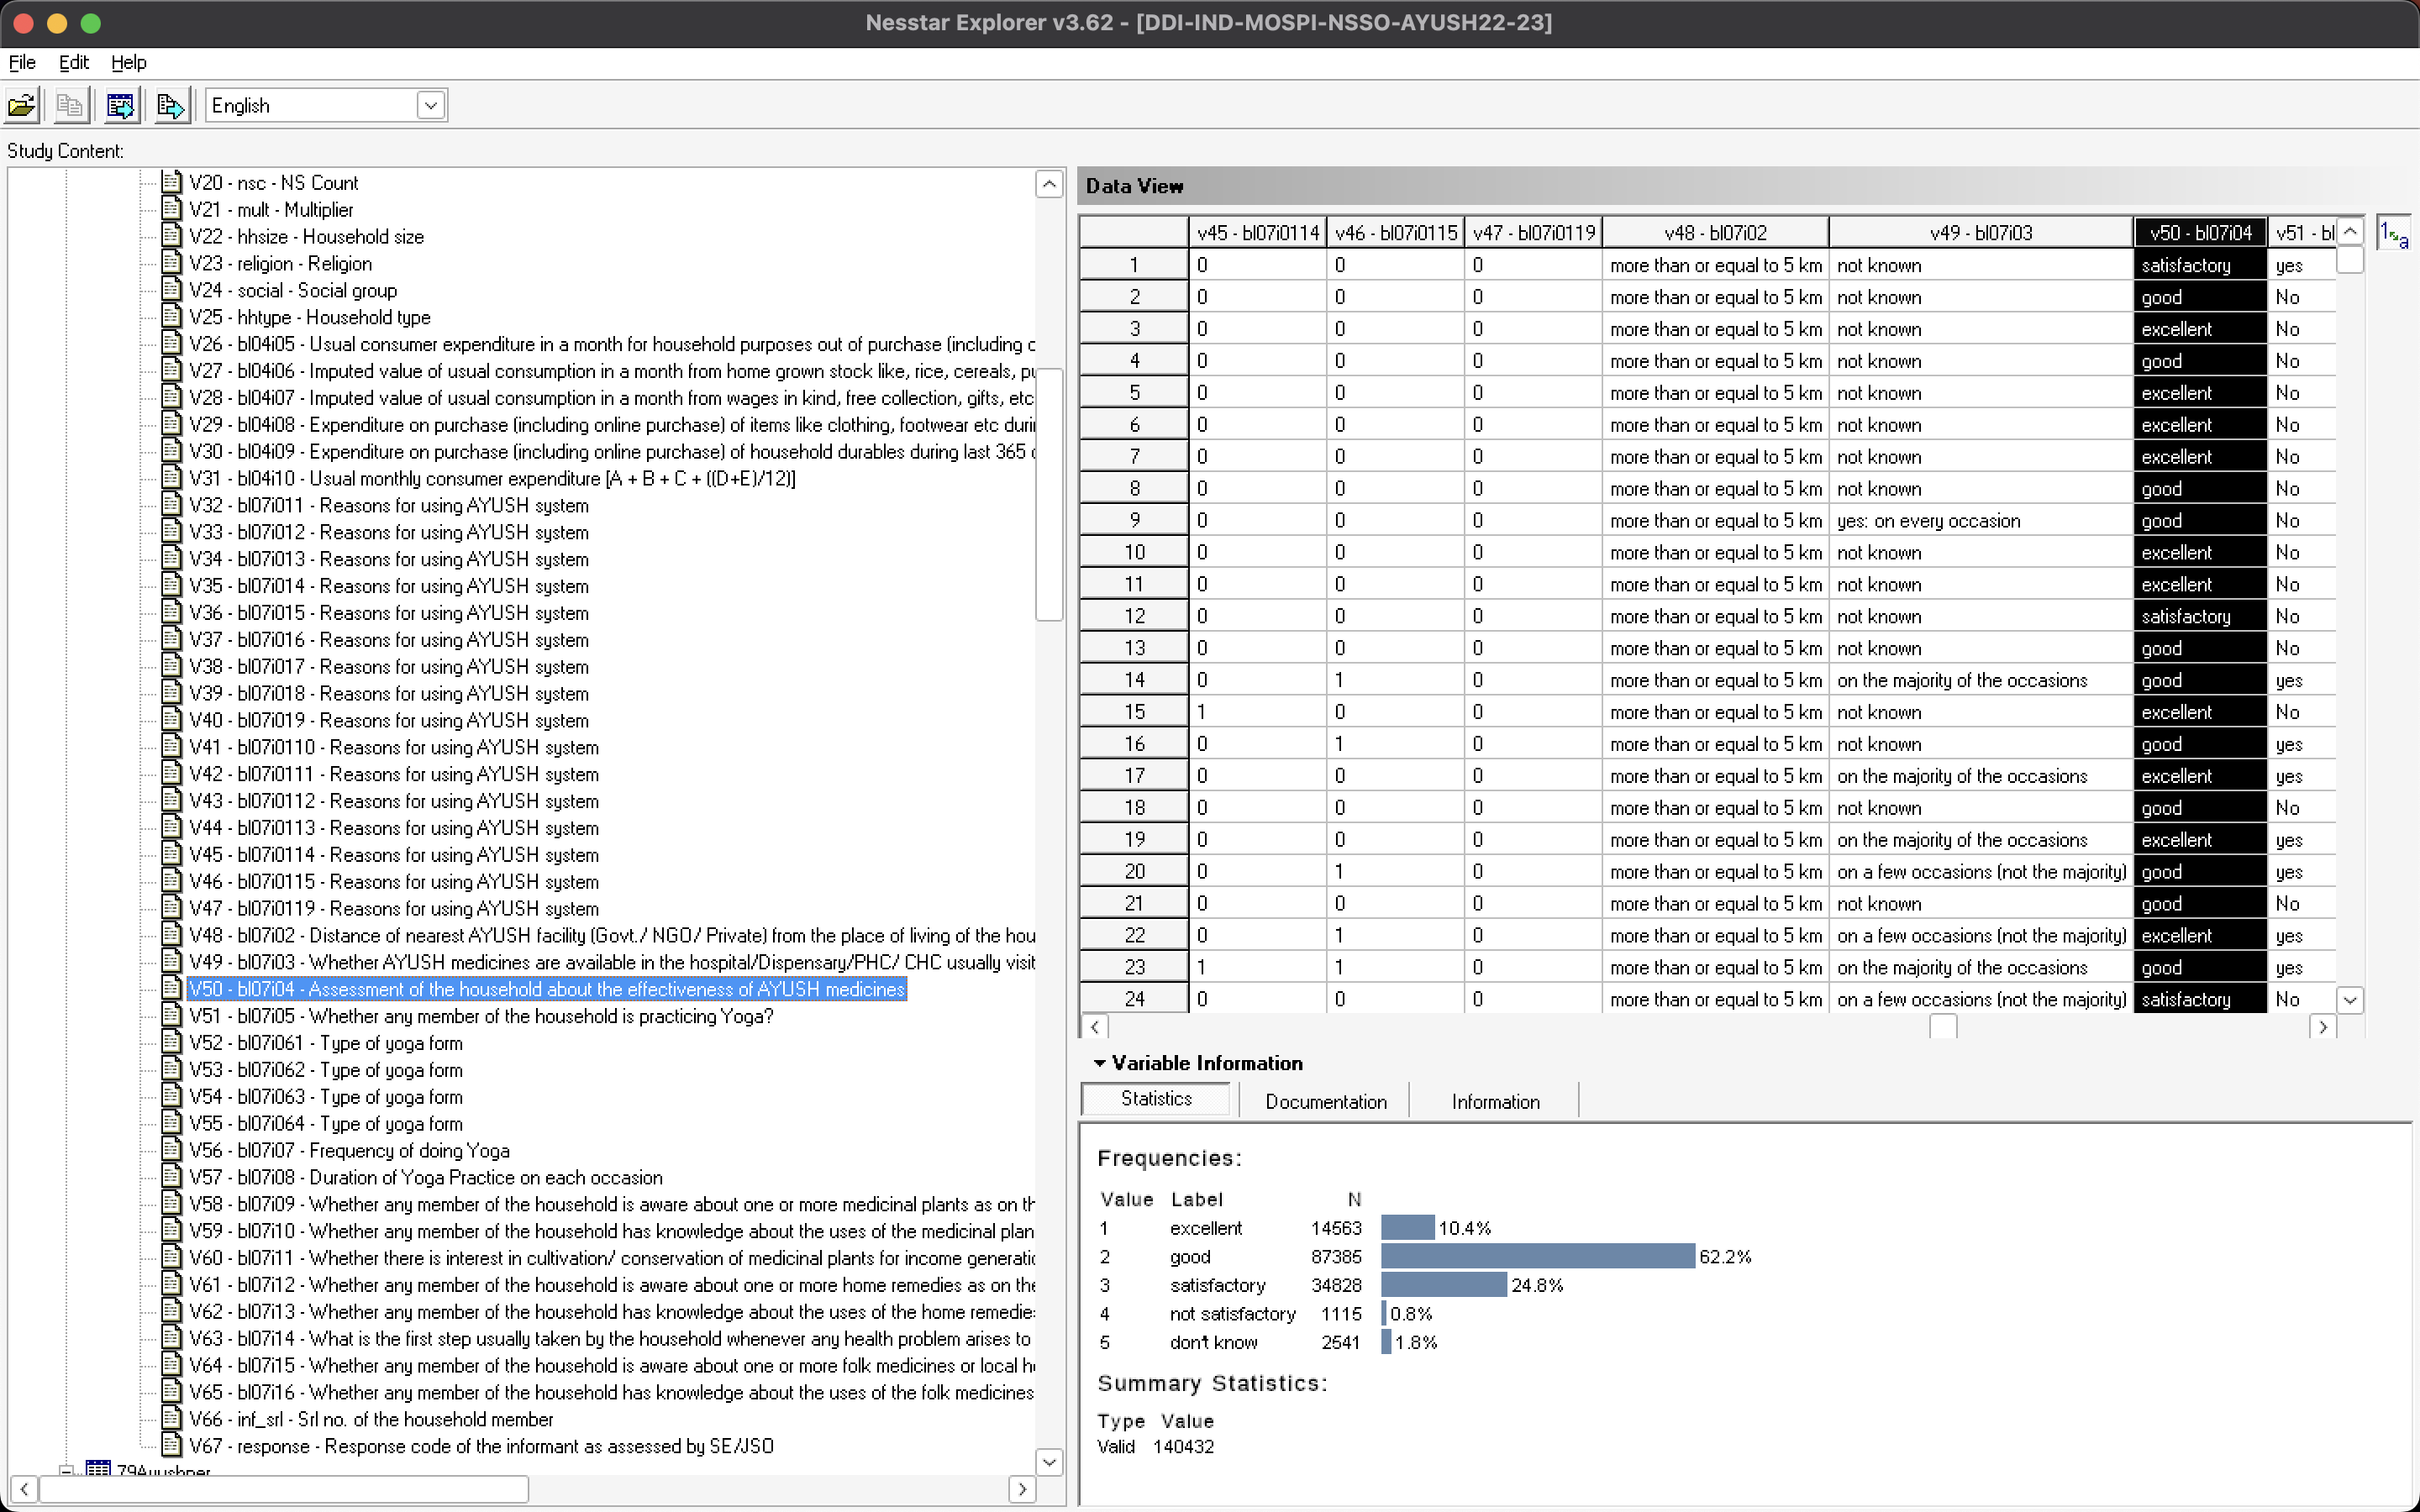 Nesstar Explorer v3.62 - [DDI-IND-MOSPI-NSSO-AYUSH22-23]
File Edit Help
English
Study Content:
V20 - nsc - NS Count
V21 - mult - Multiplier
V22 - hhsize - Household size
V23 - religion - Religion
V24 - social - Social group
V25 - hhtype - Household type
V26 - bl04i05 - Usual consumer expenditure in a month for household purposes out of purchase (including c
V27 - bl04i06 - Imputed value of usual consumption in a month from home grown stock like, rice, cereals, pu
V28 - bl04i07 - Imputed value of usual consumption in a month from wages in kind, free collection, gifts, etc
V29 - bl04i08 - Expenditure on purchase (including online purchase) of items like clothing, footwear etc duri
V30 - bl04i09 - Expenditure on purchase (including online purchase) of household durables during last 365 c
V31 - bl04i10 - Usual monthly consumer expenditure [A + B + C + ((D+E)/12)]
V32 - bl07i011 - Reasons for using AYUSH system
V33 - bl07i012 - Reasons for using AYUSH system
V34 - bl07i013 - Reasons for using AYUSH system
V35 - bl07i014 - Reasons for using AYUSH system
V36 - bl07i015 - Reasons for using AYUSH system
V37 - bl07i016 - Reasons for using AYUSH system
V38 - bl07i017 - Reasons for using AYUSH system
V39 - bl07i018 - Reasons for using AYUSH system
V40 - bl07i019 - Reasons for using AYUSH system
V41 - bl07i0110 - Reasons for using AYUSH system
V42 - bl07i0111 - Reasons for using AYUSH system
V43 - bl07i0112 - Reasons for using AYUSH system
V44 - bl07i0113 - Reasons for using AYUSH system
V45 - bl07i0114 - Reasons for using AYUSH system
V46 - bl07i0115 - Reasons for using AYUSH system
V47 - bl07i0119 - Reasons for using AYUSH system
V48 - bl07i02 - Distance of nearest AYUSH facility (Govt./ NGO/ Private) from the place of living of the hou
V49 - bl07i03 - Whether AYUSH medicines are available in the hospital/Dispensary/PHC/ CHC usually visit
V50 - bl07i04 - Assessment of the household about the effectiveness of AYUSH medicines
V51 - bl07i05 - Whether any member of the household is practicing Yoga?
V52 - bl07i061 - Type of yoga form
V53 - bl07i062 - Type of yoga form
V54 - bl07i063 - Type of yoga form
V55 - bl07i064 - Type of yoga form
V56 - bl07i07 - Frequency of doing Yoga
V57 - bl07i08 - Duration of Yoga Practice on each occasion
V58 - bl07i09 - Whether any member of the household is aware about one or more medicinal plants as on th
V59 - bl07i10 - Whether any member of the household has knowledge about the uses of the medicinal plan
V60 - bl07i11 - Whether there is interest in cultivation/ conservation of medicinal plants for income generatio
V61 - bl07i12 - Whether any member of the household is aware about one or more home remedies as on the
V62 - bl07i13 - Whether any member of the household has knowledge about the uses of the home remedie:
V63 - bl07i14 - What is the first step usually taken by the household whenever any health problem arises to
V64 - bl07i15 - Whether any member of the household is aware about one or more folk medicines or local he
V65 - bl07i16 - Whether any member of the household has knowledge about the uses of the folk medicines
V66 - inf_srl - Srl no. of the household member
V67 - response - Response code of the informant as assessed by SE/JSO
79Ayushper
Data View
v45 - bl07i0114 v46 - bl07i0115 v47 - bl07i0119 v48 - bl07i02 v49 - bl07i03 v50 - bl07i04 v51 - bl
1 0 0 0 more than or equal to 5 km not known satisfactory yes
2 0 0 0 more than or equal to 5 km not known good No
3 0 0 0 more than or equal to 5 km not known excellent No
4 0 0 0 more than or equal to 5 km not known good No
5 0 0 0 more than or equal to 5 km not known excellent No
6 0 0 0 more than or equal to 5 km not known excellent No
7 0 0 0 more than or equal to 5 km not known excellent No
8 0 0 0 more than or equal to 5 km not known good No
9 0 0 0 more than or equal to 5 km yes: on every occasion good No
10 0 0 0 more than or equal to 5 km not known excellent No
11 0 0 0 more than or equal to 5 km not known excellent No
12 0 0 0 more than or equal to 5 km not known satisfactory No
13 0 0 0 more than or equal to 5 km not known good No
14 0 1 0 more than or equal to 5 km on the majority of the occasions good yes
15 1 0 0 more than or equal to 5 km not known excellent No
16 0 1 0 more than or equal to 5 km not known good yes
17 0 0 0 more than or equal to 5 km on the majority of the occasions excellent yes
18 0 0 0 more than or equal to 5 km not known good No
19 0 0 0 more than or equal to 5 km on the majority of the occasions excellent yes
20 0 1 0 more than or equal to 5 km on a few occasions (not the majority) good yes
21 0 0 0 more than or equal to 5 km not known good No
22 0 1 0 more than or equal to 5 km on a few occasions (not the majority) excellent yes
23 1 1 0 more than or equal to 5 km on the majority of the occasions good yes
24 0 0 0 more than or equal to 5 km on a few occasions (not the majority) satisfactory No
Variable Information
Statistics Documentation Information
Frequencies:
Value Label N
1 excellent 14563 10.4%
2 good 87385 62.2%
3 satisfactory 34828 24.8%
4 not satisfactory 1115 0.8%
5 don't know 2541 1.8%
Summary Statistics:
Type Value
Valid 140432